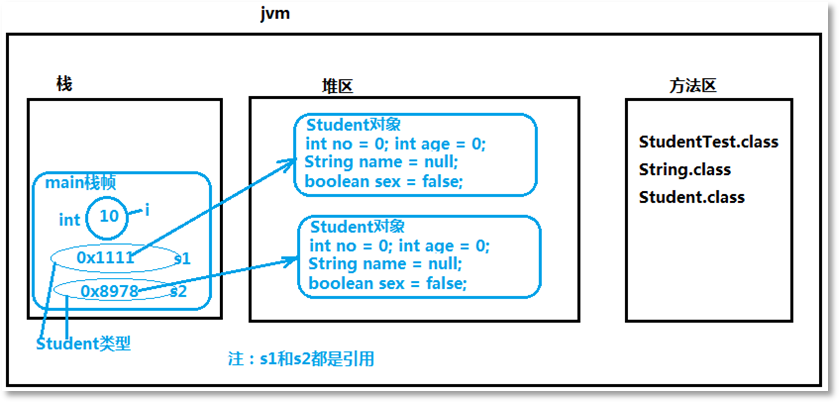 jvm
栈
堆区
方法区
main栈帧
int
10
i
0x1111
s1
0x8978
s2
Student类型
Student对象
int no = 0; int age = 0;
String name = null;
boolean sex = false;
Student对象
int no = 0; int age = 0;
String name = null;
boolean sex = false;
注：s1和s2都是引用
StudentTest.class
String.class
Student.class